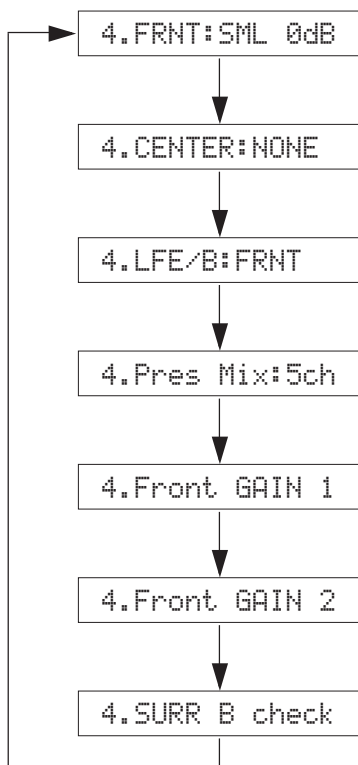 4.FRNT:SML 0dB
4.CENTER:NONE
4.LFE/B:FRNT
4.Pres Mix:5ch
4.Front GAIN 1
4.Front GAIN 2
4.SURR B check